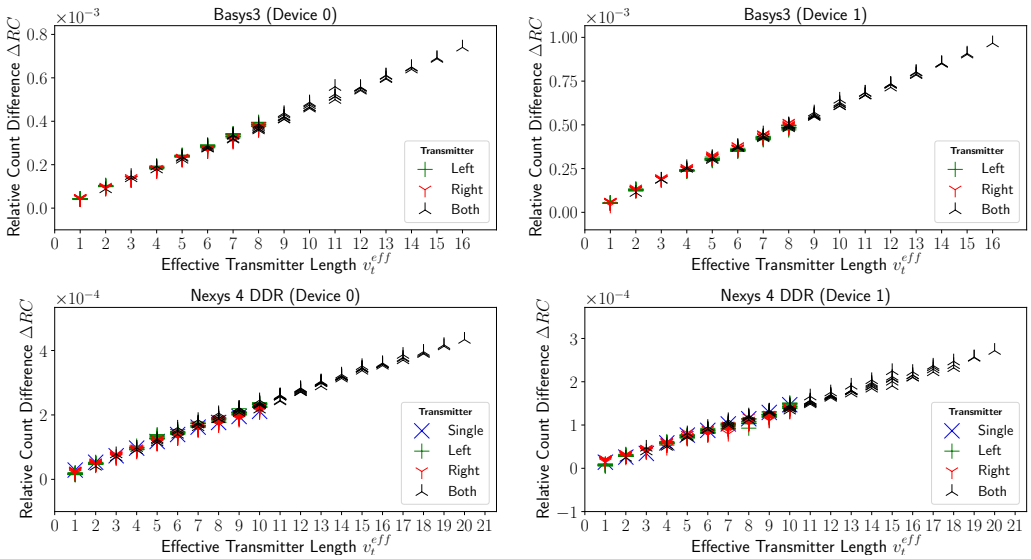 Basys3 (Device 0)
×10⁻³
Relative Count Difference ΔRC
0.8
0.6
0.4
0.2
0.0
Transmitter
Left
Right
Both
0 1 2 3 4 5 6 7 8 9 10 11 12 13 14 15 16
Effective Transmitter Length v_t^{eff}
Basys3 (Device 1)
×10⁻³
Relative Count Difference ΔRC
1.00
0.75
0.50
0.25
0.00
Transmitter
Left
Right
Both
0 1 2 3 4 5 6 7 8 9 10 11 12 13 14 15 16
Effective Transmitter Length v_t^{eff}
Nexys 4 DDR (Device 0)
×10⁻⁴
Relative Count Difference ΔRC
4
2
0
Transmitter
Single
Left
Right
Both
0 1 2 3 4 5 6 7 8 9 10 11 12 13 14 15 16 17 18 19 20 21
Effective Transmitter Length v_t^{eff}
Nexys 4 DDR (Device 1)
×10⁻⁴
Relative Count Difference ΔRC
3
2
1
0
−1
Transmitter
Single
Left
Right
Both
0 1 2 3 4 5 6 7 8 9 10 11 12 13 14 15 16 17 18 19 20 21
Effective Transmitter Length v_t^{eff}